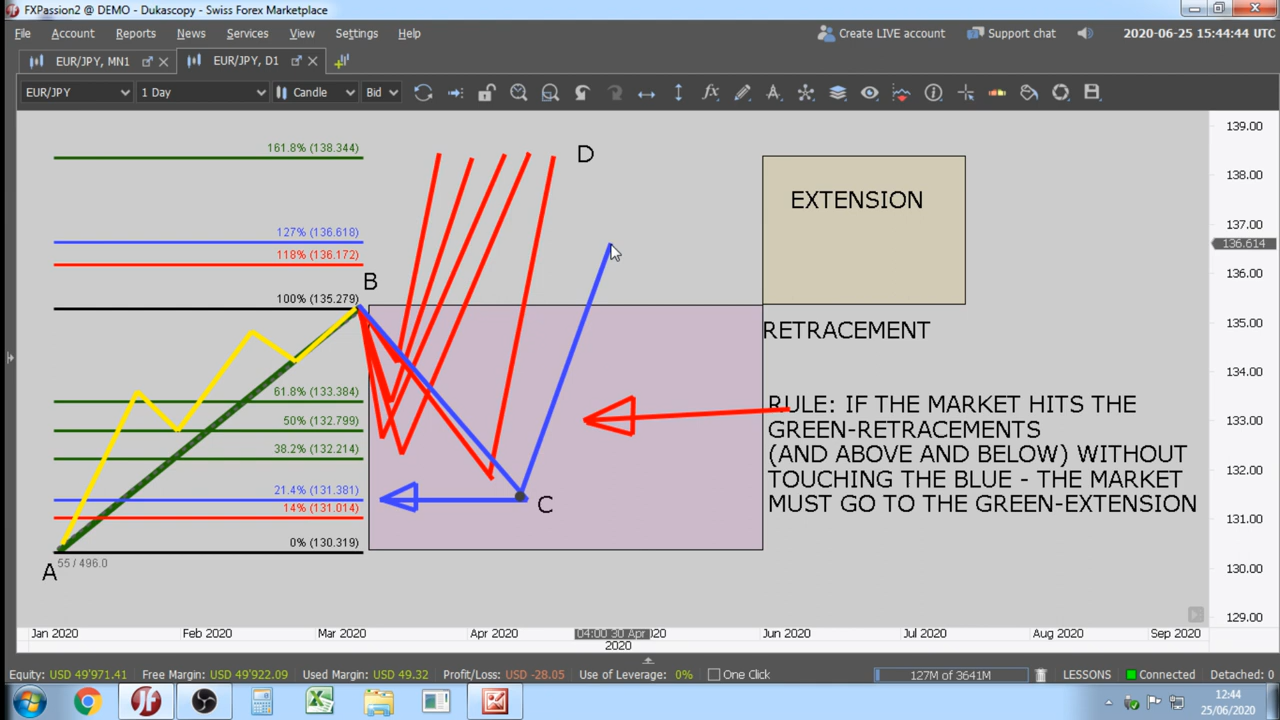 FXPassion2 @ DEMO - Dukascopy - Swiss Forex Marketplace
File Account Reports News Services View Settings Help
Create LIVE account Support chat 2020-06-25 15:44:44 UTC
EUR/JPY, MN1 EUR/JPY, D1
EUR/JPY 1 Day Candle Bid
139.00
161.8% (138.344) D
138.00
EXTENSION
137.00
127% (136.618)
136.614
118% (136.172)
136.00
B
100% (135.279)
135.00
RETRACEMENT
134.00
61.8% (133.384)
RULE: IF THE MARKET HITS THE
50% (132.799)
133.00
GREEN-RETRACEMENTS
38.2% (132.214)
(AND ABOVE AND BELOW) WITHOUT
132.00
TOUCHING THE BLUE - THE MARKET
21.4% (131.381)
MUST GO TO THE GREEN-EXTENSION
C
14% (131.014)
131.00
0% (130.319)
A 55 / 496.0
130.00
129.00
Jan 2020 Feb 2020 Mar 2020 Apr 2020 04:00 30 Apr Jun 2020 Jul 2020 Aug 2020 Sep 2020
2020
Equity: USD 49'971.41 Free Margin: USD 49'922.09 Used Margin: USD 49.32 Profit/Loss: USD -28.05 Use of Leverage: 0% One Click 127M of 3641M LESSONS Connected Detached: 0
12:44
25/06/2020